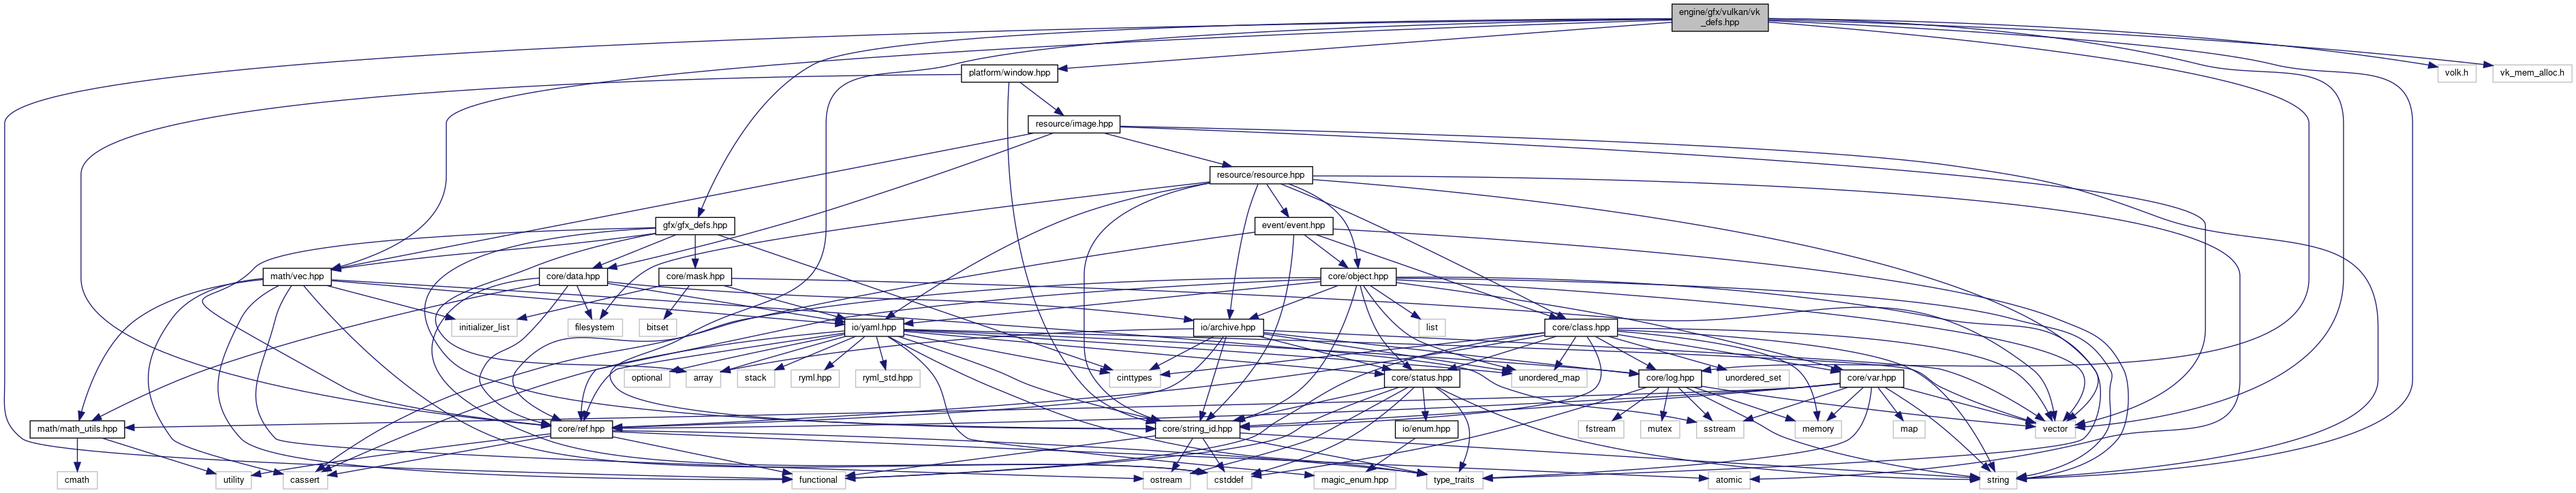 engine/gfx/vulkan/vk
_defs.hpp
platform/window.hpp
volk.h
vk_mem_alloc.h
resource/image.hpp
resource/resource.hpp
gfx/gfx_defs.hpp
event/event.hpp
math/vec.hpp
core/data.hpp
core/mask.hpp
core/object.hpp
initializer_list
filesystem
bitset
io/yaml.hpp
io/archive.hpp
list
core/class.hpp
optional
array
stack
ryml.hpp
ryml_std.hpp
cinttypes
core/status.hpp
unordered_map
core/log.hpp
unordered_set
core/var.hpp
math/math_utils.hpp
core/ref.hpp
core/string_id.hpp
io/enum.hpp
fstream
mutex
sstream
memory
map
vector
cmath
utility
cassert
functional
ostream
cstddef
magic_enum.hpp
type_traits
atomic
string